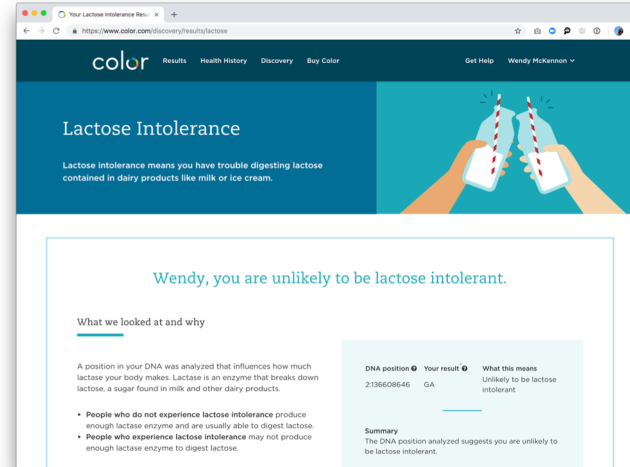 Your Lactose Intolerance Resu
https://www.color.com/discovery/results/lactose
color Results Health History Discovery Buy Color Get Help Wendy McKennon
Lactose Intolerance
Lactose intolerance means you have trouble digesting lactose
contained in dairy products like milk or ice cream.
Wendy, you are unlikely to be lactose intolerant.
What we looked at and why
A position in your DNA was analyzed that influences how much
lactase your body makes. Lactase is an enzyme that breaks down
lactose, a sugar found in milk and other dairy products.
• People who do not experience lactose intolerance produce
enough lactase enzyme and are usually able to digest lactose.
• People who experience lactose intolerance may not produce
enough lactase enzyme to digest lactose.
DNA position Your result What this means
2:136608646 GA Unlikely to be lactose
intolerant
Summary
The DNA position analyzed suggests you are unlikely to
be lactose intolerant.